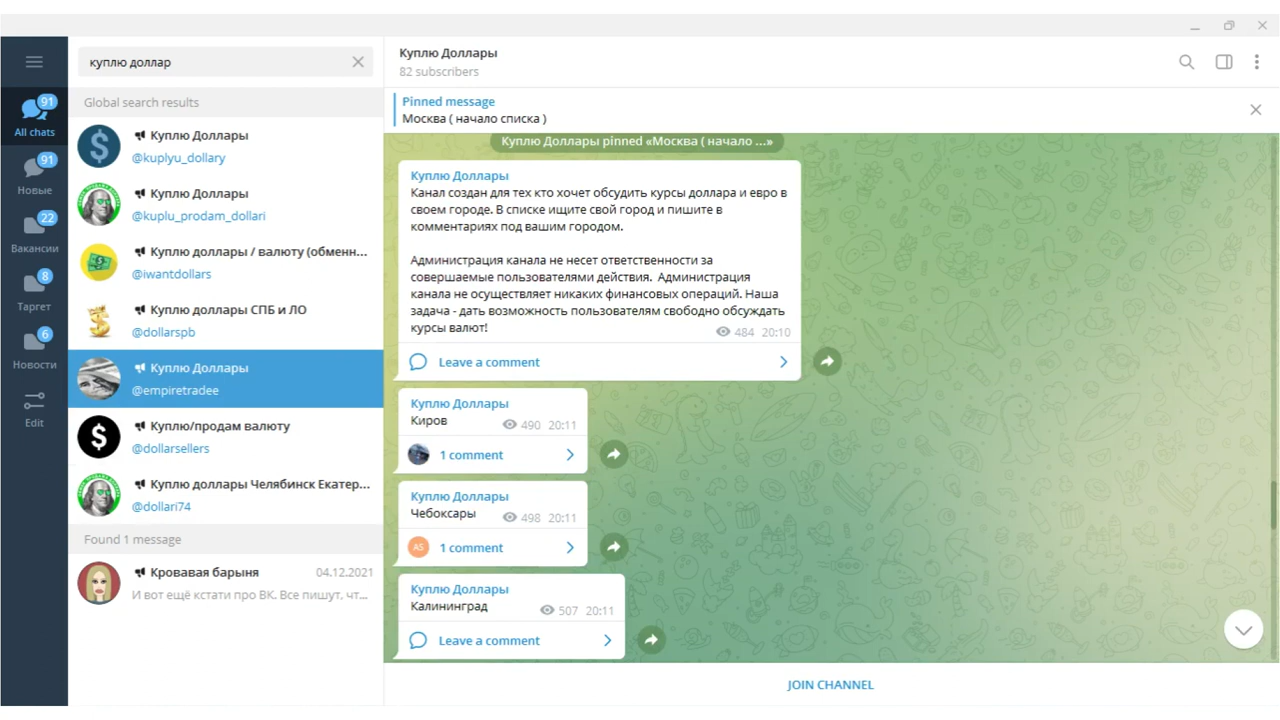 куплю доллар
Global search results
91
All chats
91
Новые
22
Вакансии
8
Таргет
6
Новости
Edit
Куплю Доллары
@kuplyu_dollary
Куплю Доллары
@kuplu_prodam_dollari
Куплю доллары / валюту (обменн...
@iwantdollars
Куплю доллары СПБ и ЛО
@dollarspb
Куплю Доллары
@empiretradee
Куплю/продам валюту
@dollarsellers
Куплю доллары Челябинск Екатер...
@dollari74
Found 1 message
Кровавая барыня 04.12.2021
И вот ещё кстати про ВК. Все пишут, чт...
Куплю Доллары
82 subscribers
Pinned message
Москва ( начало списка )
Куплю Доллары pinned «Москва ( начало ...»
Куплю Доллары
Канал создан для тех кто хочет обсудить курсы доллара и евро в
своем городе. В списке ищите свой город и пишите в
комментариях под вашим городом.
Администрация канала не несет ответственности за
совершаемые пользователями действия. Администрация
канала не осуществляет никаких финансовых операций. Наша
задача - дать возможность пользователям свободно обсуждать
курсы валют!
484 20:10
Leave a comment
Куплю Доллары
Киров 490 20:11
1 comment
Куплю Доллары
Чебоксары 498 20:11
AS 1 comment
Куплю Доллары
Калининград 507 20:11
Leave a comment
JOIN CHANNEL